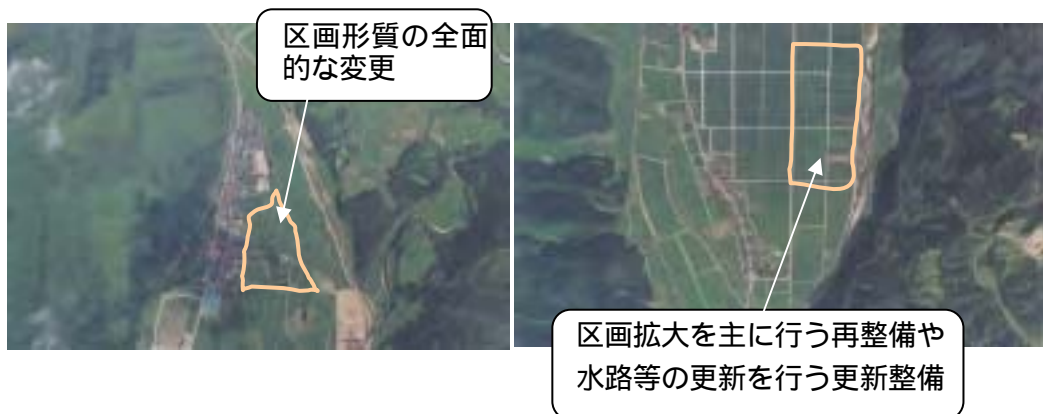 区画形質の全面
的な変更
区画拡大を主に行う再整備や
水路等の更新を行う更新整備